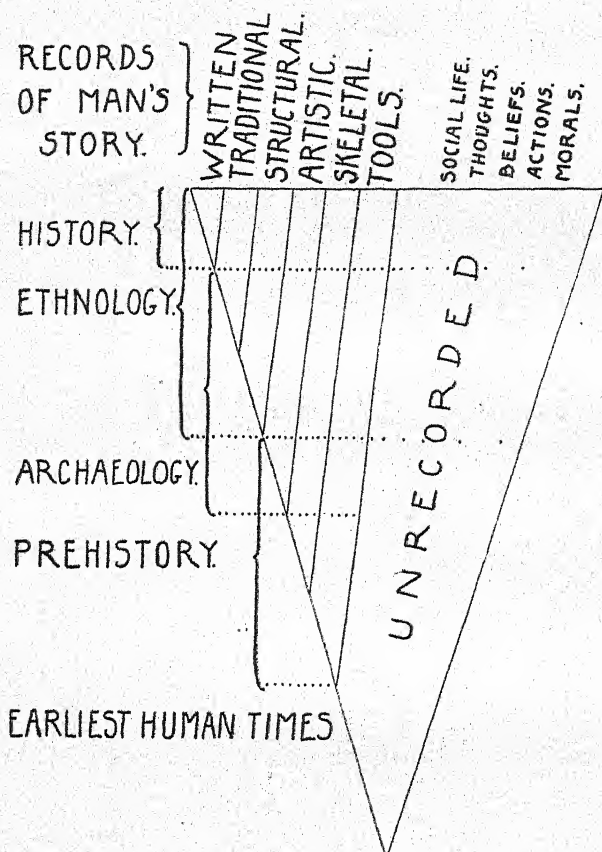 RECORDS
OF MAN'S
STORY.
WRITTEN
TRADITIONAL
STRUCTURAL.
ARTISTIC.
SKELETAL.
TOOLS.
SOCIAL LIFE.
THOUGHTS.
BELIEFS.
ACTIONS.
MORALS.
HISTORY.
ETHNOLOGY.
ARCHAEOLOGY.
PREHISTORY.
EARLIEST HUMAN TIMES
UNRECORDED